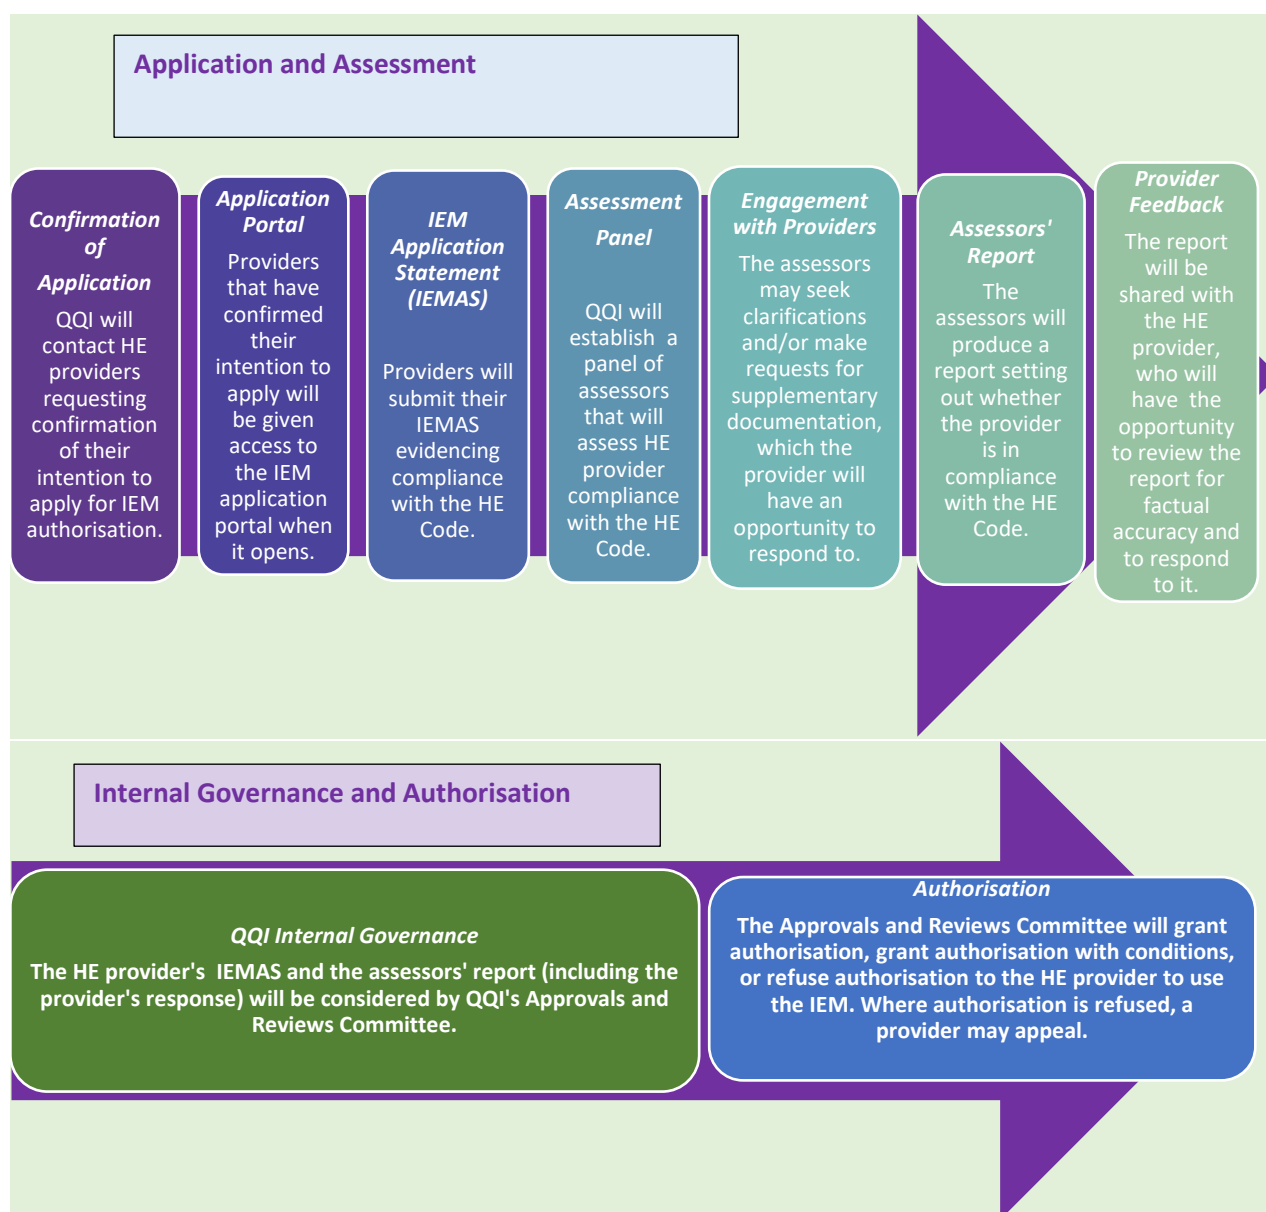 Application and Assessment
Confirmation
of
Application
QQI will
contact HE
providers
requesting
confirmation
of their
intention to
apply for IEM
authorisation.
Application
Portal
Providers
that have
confirmed
their
intention to
apply will
be given
access to
the IEM
application
portal when
it opens.
IEM
Application
Statement
(IEMAS)
Providers will
submit their
IEMAS
evidencing
compliance
with the HE
Code.
Assessment
Panel
QQI will
establish a
panel of
assessors
that will
assess HE
provider
compliance
with the HE
Code.
Engagement
with Providers
The assessors
may seek
clarifications
and/or make
requests for
supplementary
documentation,
which the
provider will
have an
opportunity to
respond to.
Assessors'
Report
The
assessors will
produce a
report setting
out whether
the provider
is in
compliance
with the HE
Code.
Provider
Feedback
The report
will be
shared with
the HE
provider,
who will
have the
opportunity
to review the
report for
factual
accuracy and
to respond
to it.
Internal Governance and Authorisation
QQI Internal Governance
The HE provider's IEMAS and the assessors' report (including the
provider's response) will be considered by QQI's Approvals and
Reviews Committee.
Authorisation
The Approvals and Reviews Committee will grant
authorisation, grant authorisation with conditions,
or refuse authorisation to the HE provider to use
the IEM. Where authorisation is refused, a
provider may appeal.